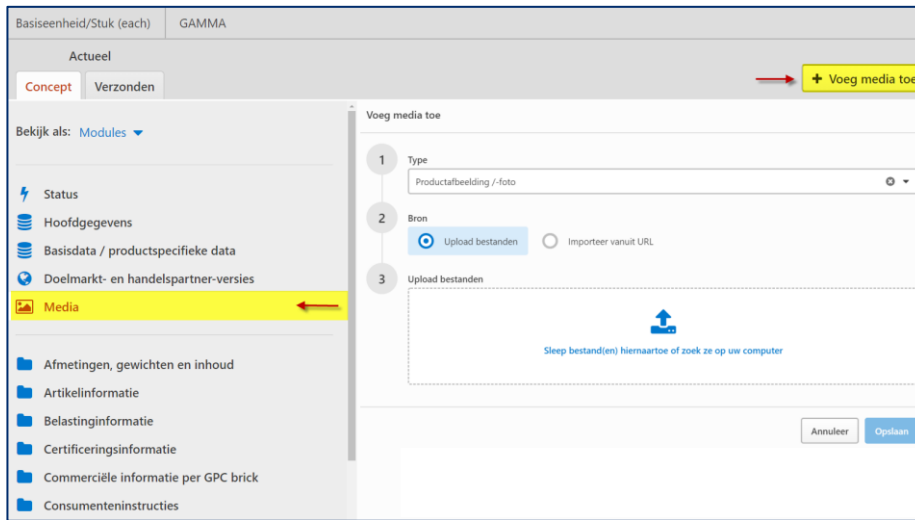 Basiseenheid/Stuk (each) GAMMA
Actueel
Concept Verzonden
+ Voeg media toe
Bekijk als: Modules
Status
Hoofdgegevens
Basisdata / productspecifieke data
Doelmarkt- en handelspartner-versies
Media
Afmetingen, gewichten en inhoud
Artikelinformatie
Belastinginformatie
Certificeringsinformatie
Commerciële informatie per GPC brick
Consumenteninstructies
Voeg media toe
1 Type
Productafbeelding /-foto
2 Bron
Upload bestanden Importeer vanuit URL
3 Upload bestanden
Sleep bestand(en) hiernaartoe of zoek ze op uw computer
Annuleer Opslaan